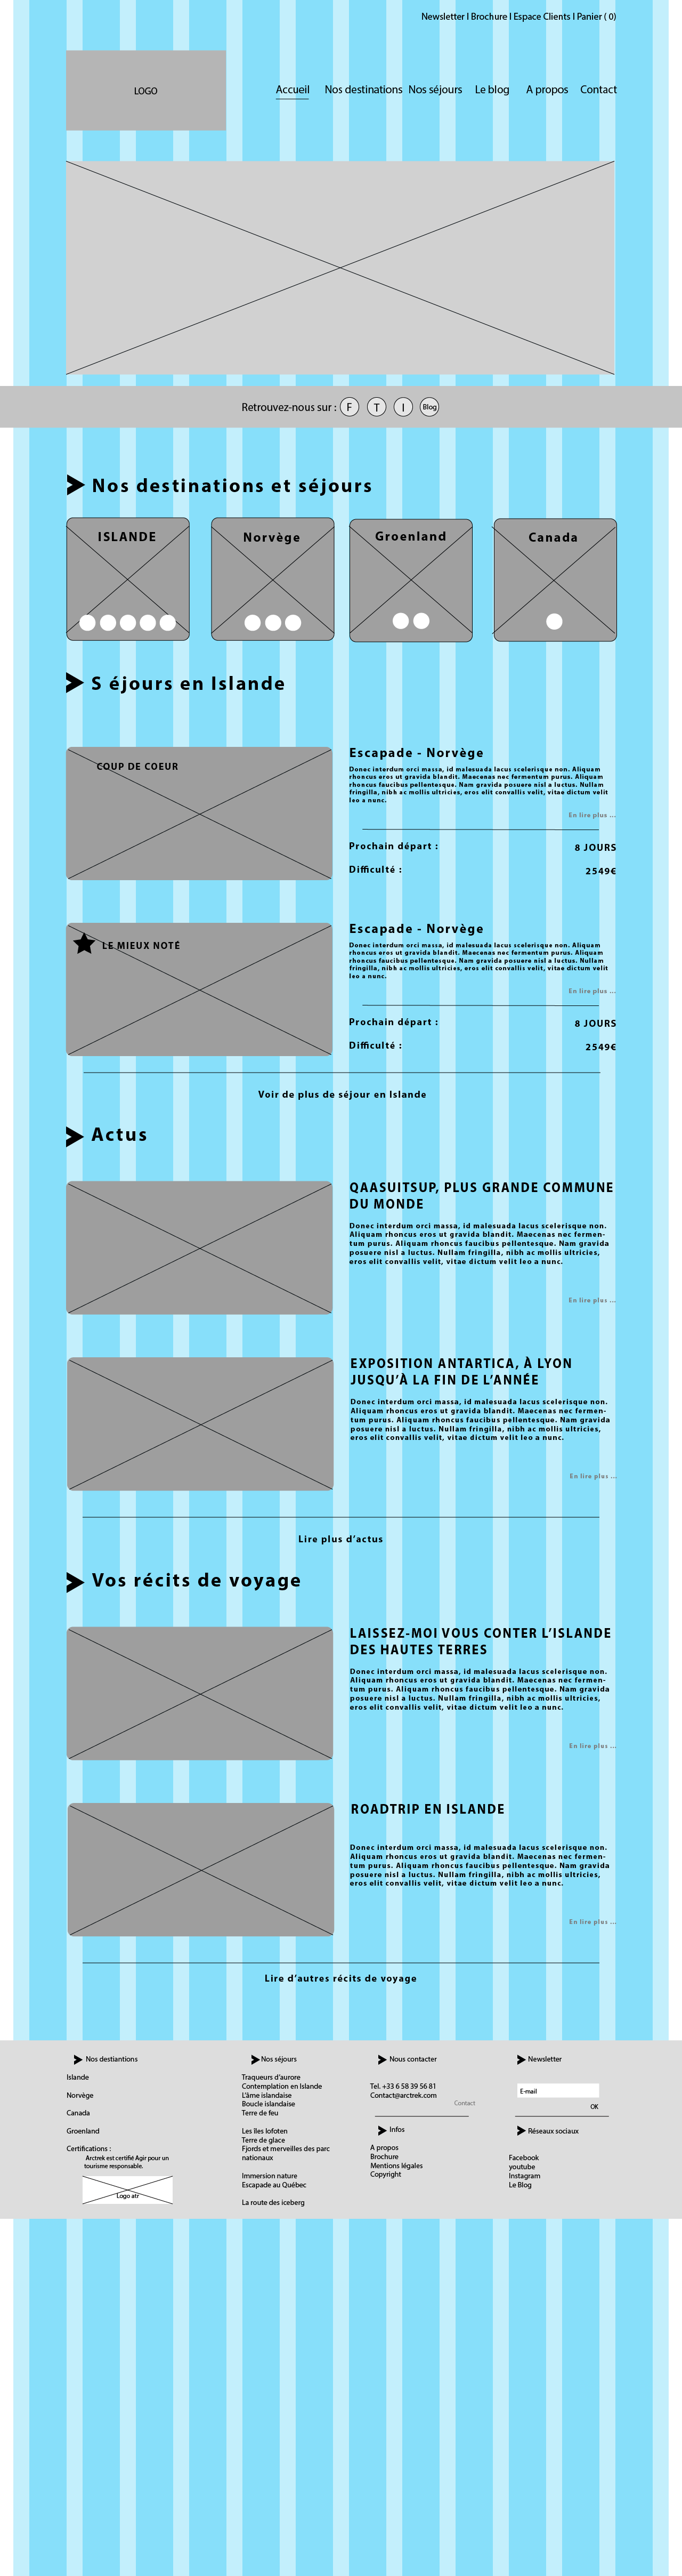 Newsletter I Brochure I Espace Clients I Panier ( 0)
LOGO
Accueil Nos destinations Nos séjours Le blog A propos Contact
Retrouvez-nous sur : F T I Blog
Nos destinations et séjours
ISLANDE Norvège Groenland Canada
S éjours en Islande
COUP DE COEUR
Escapade - Norvège
Donec interdum orci massa, id malesuada lacus scelerisque non. Aliquam
rhoncus eros ut gravida blandit. Maecenas nec fermentum purus. Aliquam
rhoncus faucibus pellentesque. Nam gravida posuere nisl a luctus. Nullam
fringilla, nibh ac mollis ultricies, eros elit convallis velit, vitae dictum velit
leo a nunc.
En lire plus ...
Prochain départ : 8 JOURS
Difficulté : 2549€
LE MIEUX NOTÉ
Escapade - Norvège
Donec interdum orci massa, id malesuada lacus scelerisque non. Aliquam
rhoncus eros ut gravida blandit. Maecenas nec fermentum purus. Aliquam
rhoncus faucibus pellentesque. Nam gravida posuere nisl a luctus. Nullam
fringilla, nibh ac mollis ultricies, eros elit convallis velit, vitae dictum velit
leo a nunc.
En lire plus ...
Prochain départ : 8 JOURS
Difficulté : 2549€
Voir de plus de séjour en Islande
Actus
QAASUITSUP, PLUS GRANDE COMMUNE
DU MONDE
Donec interdum orci massa, id malesuada lacus scelerisque non.
Aliquam rhoncus eros ut gravida blandit. Maecenas nec fermen-
tum purus. Aliquam rhoncus faucibus pellentesque. Nam gravida
posuere nisl a luctus. Nullam fringilla, nibh ac mollis ultricies,
eros elit convallis velit, vitae dictum velit leo a nunc.
En lire plus ...
EXPOSITION ANTARTICA, À LYON
JUSQU’À LA FIN DE L’ANNÉE
Donec interdum orci massa, id malesuada lacus scelerisque non.
Aliquam rhoncus eros ut gravida blandit. Maecenas nec fermen-
tum purus. Aliquam rhoncus faucibus pellentesque. Nam gravida
posuere nisl a luctus. Nullam fringilla, nibh ac mollis ultricies,
eros elit convallis velit, vitae dictum velit leo a nunc.
En lire plus ...
Lire plus d’actus
Vos récits de voyage
LAISSEZ-MOI VOUS CONTER L’ISLANDE
DES HAUTES TERRES
Donec interdum orci massa, id malesuada lacus scelerisque non.
Aliquam rhoncus eros ut gravida blandit. Maecenas nec fermen-
tum purus. Aliquam rhoncus faucibus pellentesque. Nam gravida
posuere nisl a luctus. Nullam fringilla, nibh ac mollis ultricies,
eros elit convallis velit, vitae dictum velit leo a nunc.
En lire plus ...
ROADTRIP EN ISLANDE
Donec interdum orci massa, id malesuada lacus scelerisque non.
Aliquam rhoncus eros ut gravida blandit. Maecenas nec fermen-
tum purus. Aliquam rhoncus faucibus pellentesque. Nam gravida
posuere nisl a luctus. Nullam fringilla, nibh ac mollis ultricies,
eros elit convallis velit, vitae dictum velit leo a nunc.
En lire plus ...
Lire d’autres récits de voyage
Nos destiantions
Islande
Norvège
Canada
Groenland
Certifications :
Arctrek est certifié Agir pour un
tourisme responsable.
Logo atr
Nos séjours
Traqueurs d’aurore
Contemplation en Islande
L’âme islandaise
Boucle islandaise
Terre de feu
Les îles lofoten
Terre de glace
Fjords et merveilles des parc
nationaux
Immersion nature
Escapade au Québec
La route des iceberg
Nous contacter
Tel. +33 6 58 39 56 81
Contact@arctrek.com
Contact
Infos
A propos
Brochure
Mentions légales
Copyright
Newsletter
E-mail
OK
Réseaux sociaux
Facebook
youtube
Instagram
Le Blog